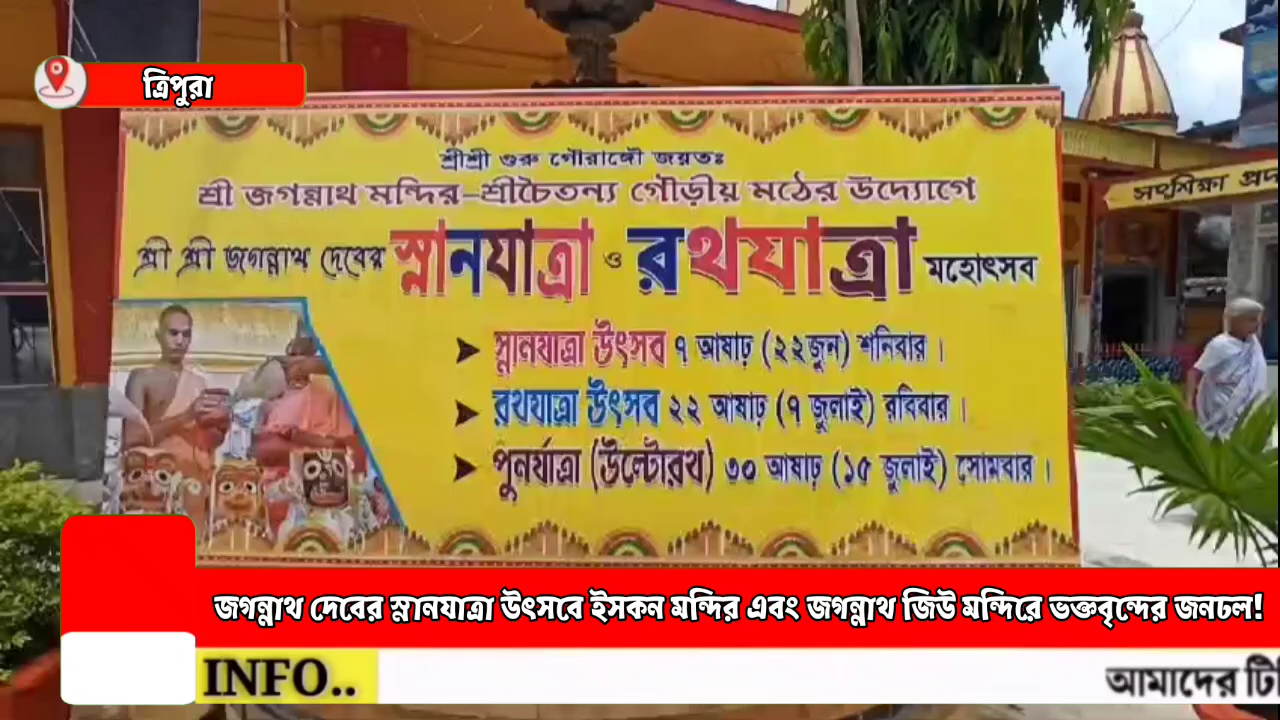 ত্রিপুরা
শ্রীশ্রী গুরু গৌরাঙ্গৌ জয়তঃ
শ্রী জগন্নাথ মন্দির-শ্রীচৈতন্য গৌড়ীয় মঠের উদ্যোগে
শ্রী শ্রী জগন্নাথ দেবের স্নানযাত্রা ও রথযাত্রা মহোৎসব
➤ স্নানযাত্রা উৎসব ৭ আষাঢ় (২২জুন) শনিবার।
➤ রথযাত্রা উৎসব ২২ আষাঢ় (৭ জুলাই) রবিবার।
➤ পুনর্যাত্রা (উল্টোরথ) ৩০ আষাঢ় (১৫ জুলাই) সোমবার।
সহশিক্ষা
জগন্নাথ দেবের স্নানযাত্রা উৎসবে ইসকন মন্দির এবং জগন্নাথ জিউ মন্দিরে ভক্তবৃন্দের জনঢল!
INFO..
আমাদের